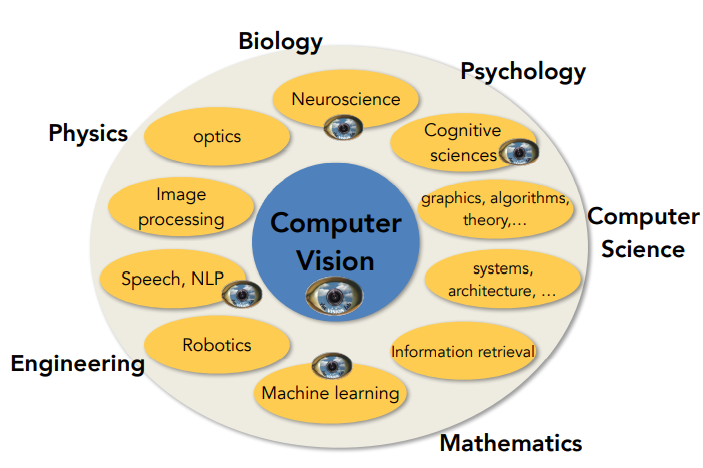 Biology
Psychology
Neuroscience
Physics
optics
Cognitive
sciences
Image
processing
graphics, algorithms,
theory,...
Computer
Science
Computer
Vision
Speech, NLP
systems,
architecture, ...
Robotics
Information retrieval
Engineering
Machine learning
Mathematics